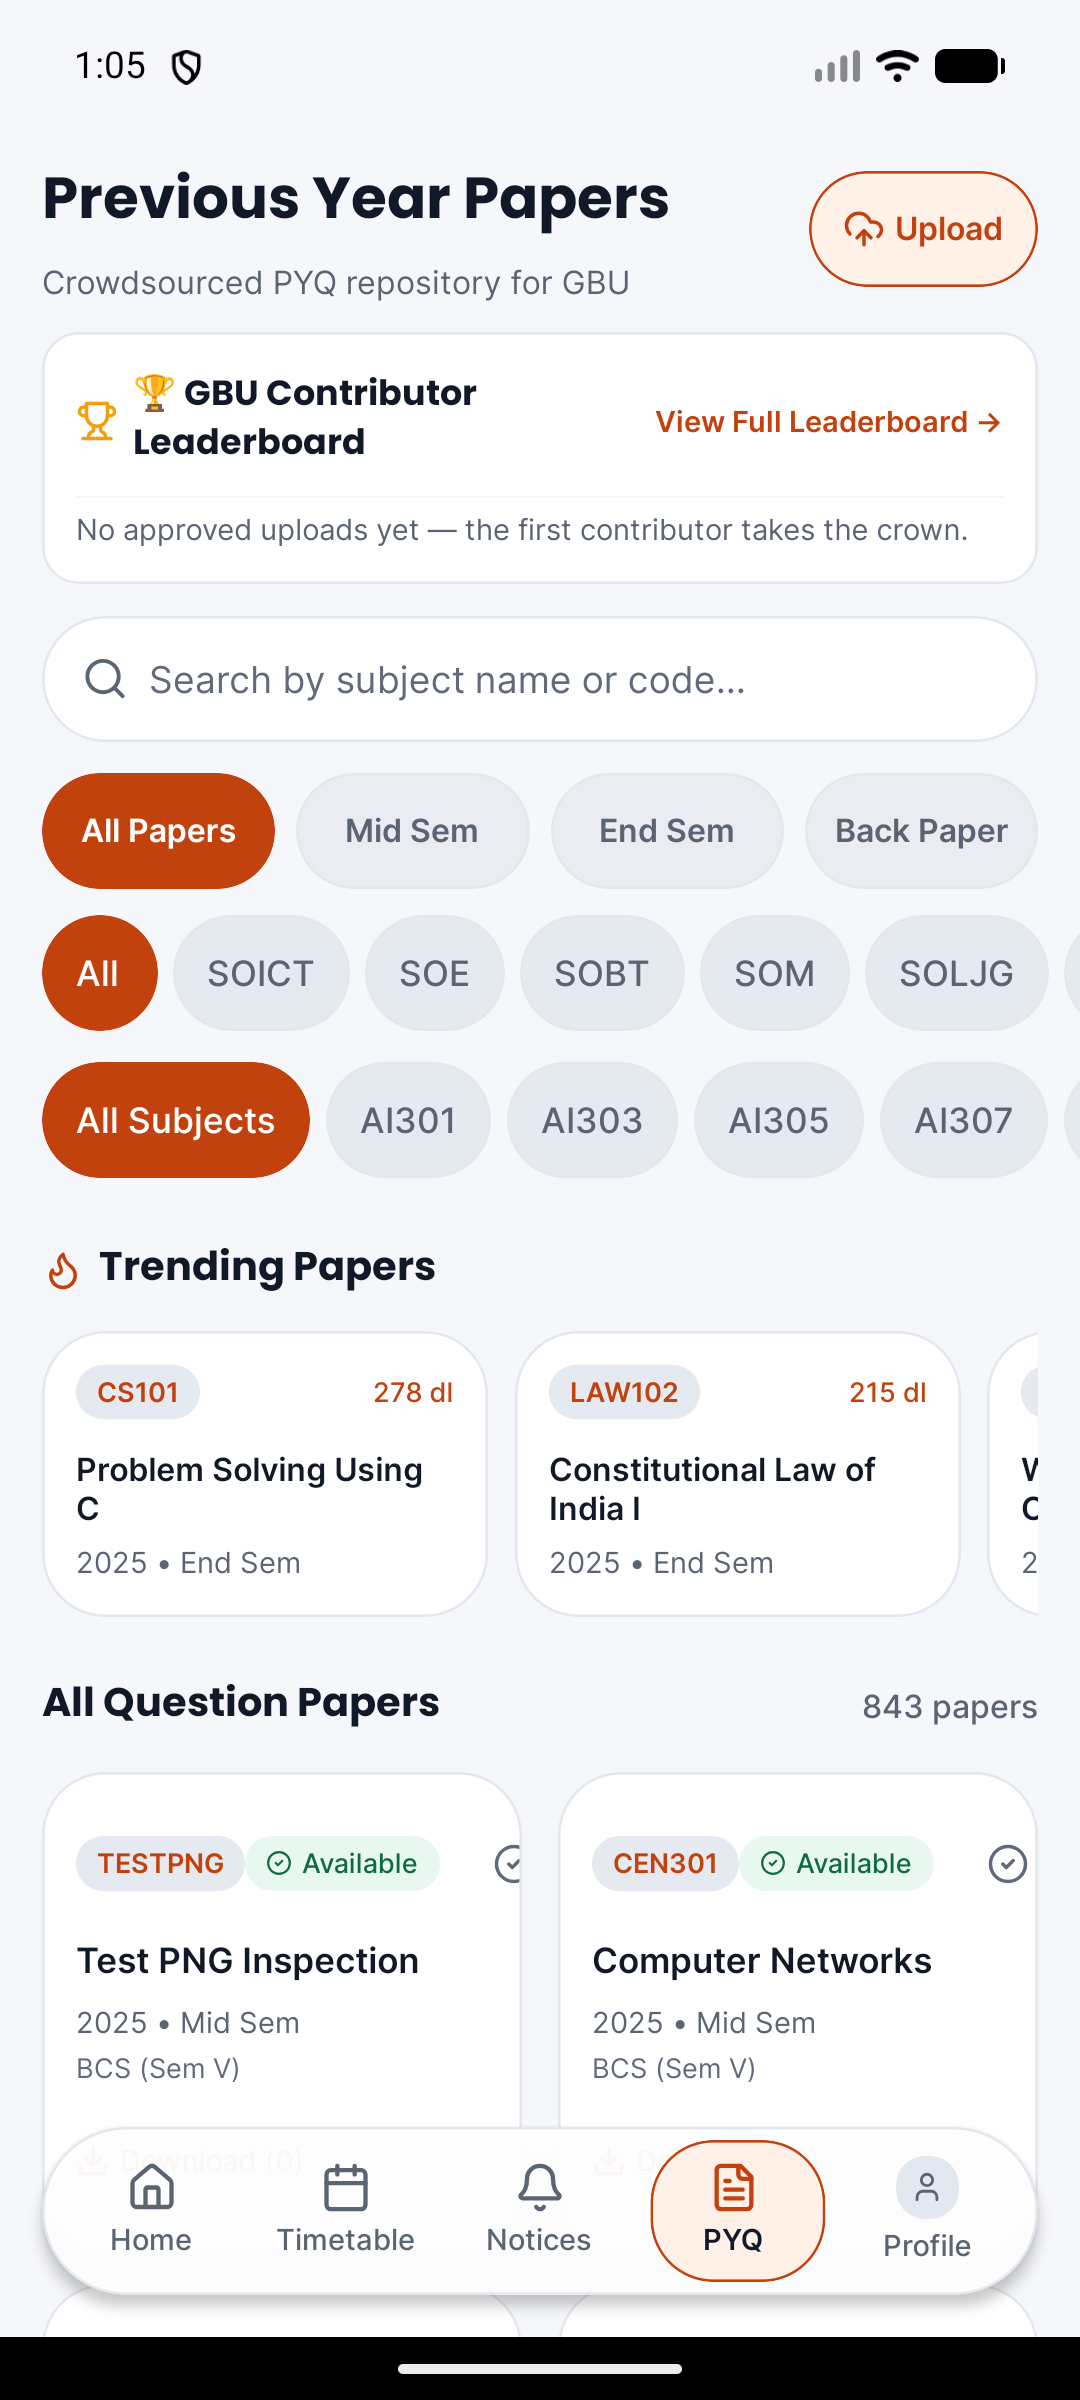 1:05
Previous Year Papers
Upload
Crowdsourced PYQ repository for GBU
🏆 GBU Contributor
Leaderboard
View Full Leaderboard →
No approved uploads yet — the first contributor takes the crown.
Search by subject name or code...
All Papers Mid Sem End Sem Back Paper
All SOICT SOE SOBT SOM SOLJG
All Subjects AI301 AI303 AI305 AI307
Trending Papers
CS101 278 dl
Problem Solving Using
C
2025 • End Sem
LAW102 215 dl
Constitutional Law of
India I
2025 • End Sem
All Question Papers
843 papers
TESTPNG Available
Test PNG Inspection
2025 • Mid Sem
BCS (Sem V)
Download (0)
CEN301 Available
Computer Networks
2025 • Mid Sem
BCS (Sem V)
Home Timetable Notices PYQ Profile